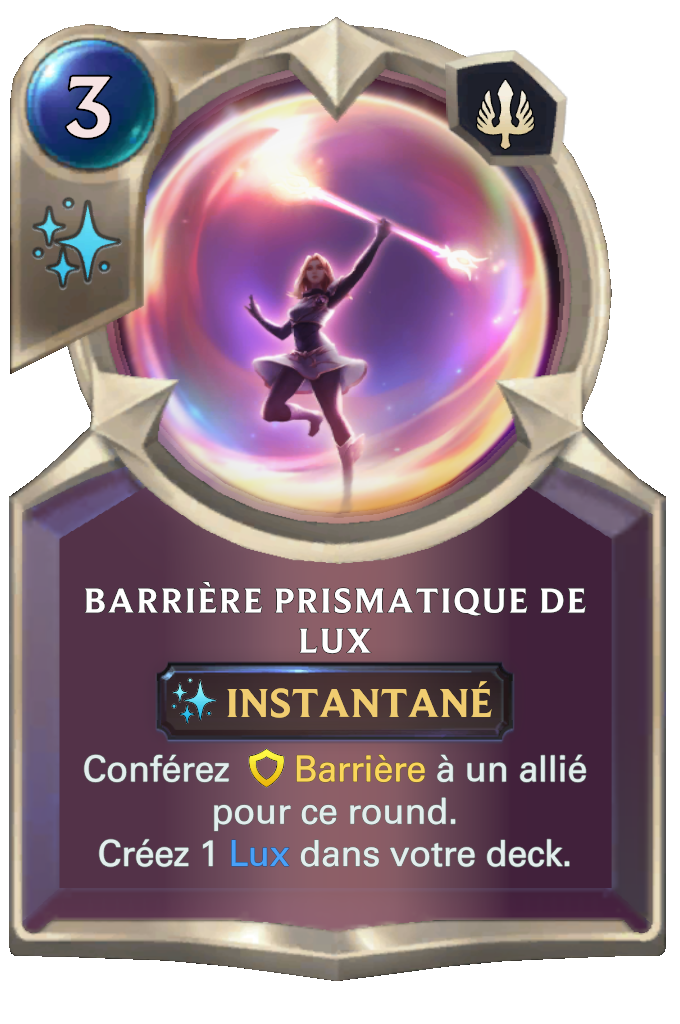 3
BARRIÈRE PRISMATIQUE DE
LUX
INSTANTANÉ
Conférez Barrière à un allié
pour ce round.
Créez 1 Lux dans votre deck.